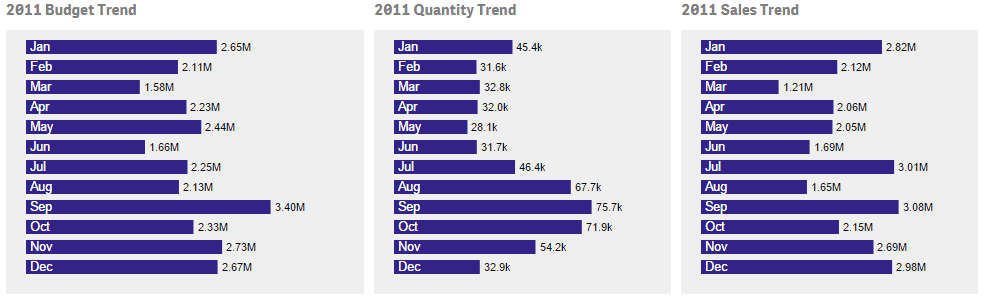 2011 Budget Trend
Jan 2.65M
Feb 2.11M
Mar 1.58M
Apr 2.23M
May 2.44M
Jun 1.66M
Jul 2.25M
Aug 2.13M
Sep 3.40M
Oct 2.33M
Nov 2.73M
Dec 2.67M
2011 Quantity Trend
Jan 45.4k
Feb 31.6k
Mar 32.8k
Apr 32.0k
May 28.1k
Jun 31.7k
Jul 46.4k
Aug 67.7k
Sep 75.7k
Oct 71.9k
Nov 54.2k
Dec 32.9k
2011 Sales Trend
Jan 2.82M
Feb 2.12M
Mar 1.21M
Apr 2.06M
May 2.05M
Jun 1.69M
Jul 3.01M
Aug 1.65M
Sep 3.08M
Oct 2.15M
Nov 2.69M
Dec 2.98M